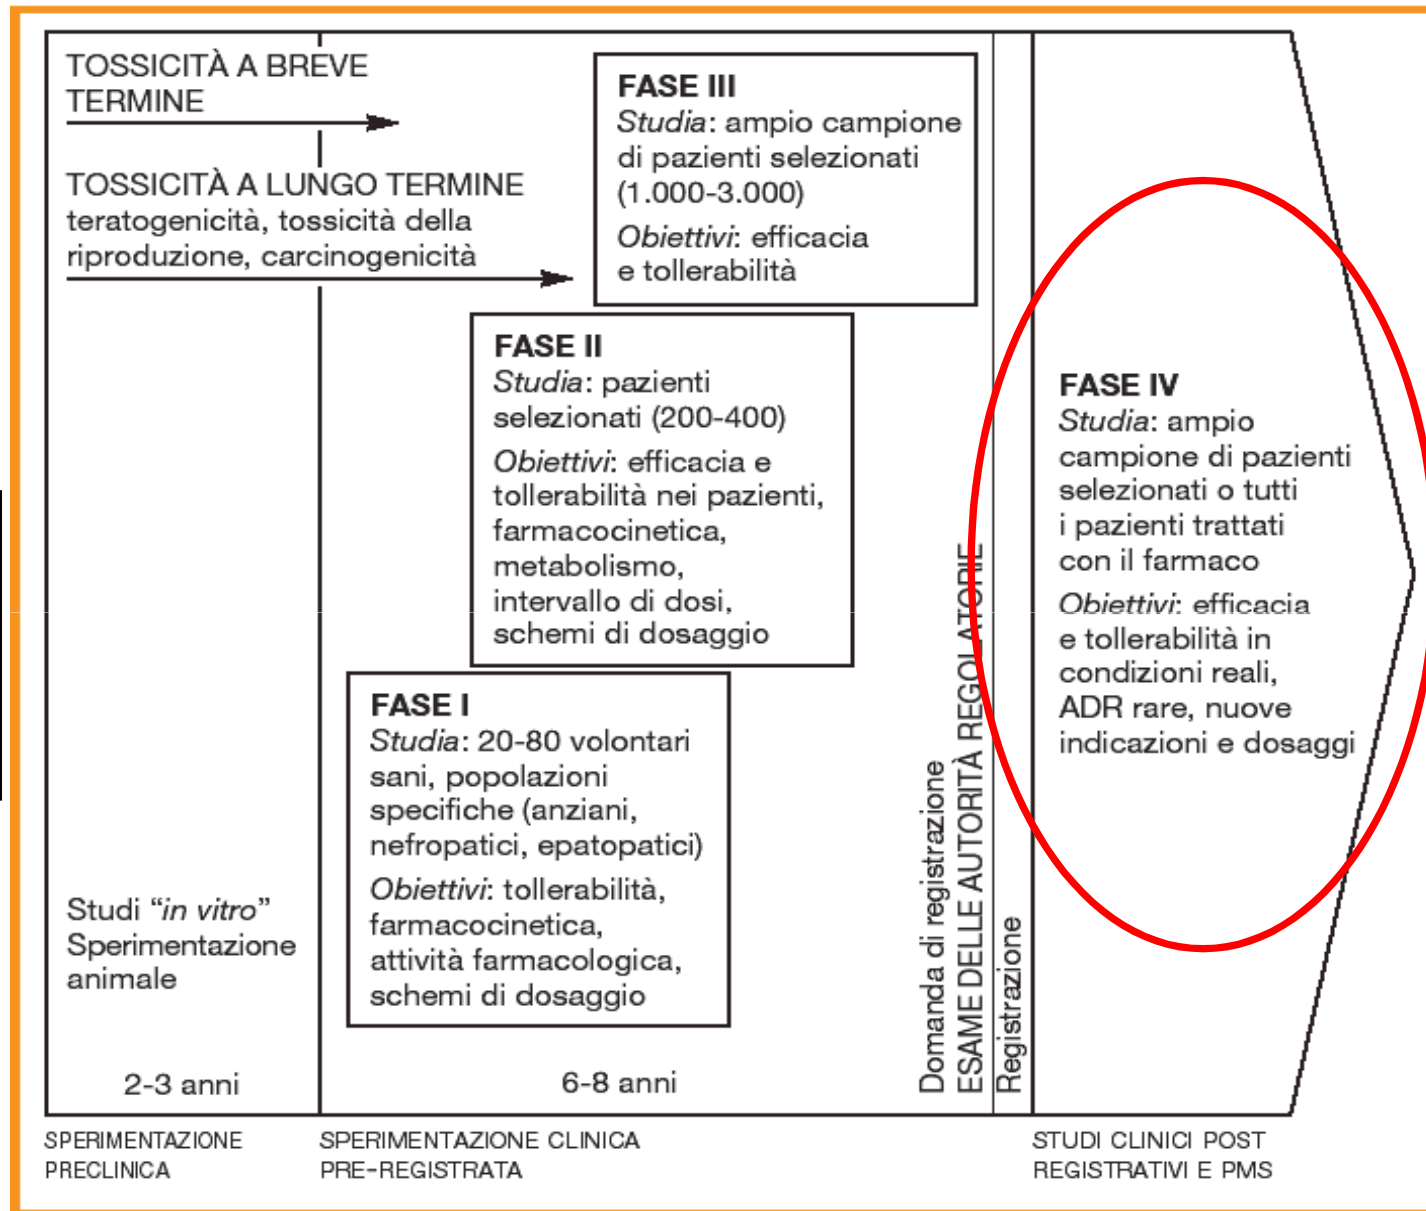 TOSSICITÀ A BREVE
TERMINE
TOSSICITÀ A LUNGO TERMINE
teratogenicità, tossicità della
riproduzione, carcinogenicità
FASE III
Studia: ampio campione
di pazienti selezionati
(1.000-3.000)
Obiettivi: efficacia
e tollerabilità
FASE II
Studia: pazienti
selezionati (200-400)
Obiettivi: efficacia e
tollerabilità nei pazienti,
farmacocinetica,
metabolismo,
intervallo di dosi,
schemi di dosaggio
FASE I
Studia: 20-80 volontari
sani, popolazioni
specifiche (anziani,
nefropatici, epatopatici)
Obiettivi: tollerabilità,
farmacocinetica,
attività farmacologica,
schemi di dosaggio
Studi “in vitro”
Sperimentazione
animale
2-3 anni
6-8 anni
Domanda di registrazione
ESAME DELLE AUTORITÀ REGOLATORIE
Registrazione
FASE IV
Studia: ampio
campione di pazienti
selezionati o tutti
i pazienti trattati
con il farmaco
Obiettivi: efficacia
e tollerabilità in
condizioni reali,
ADR rare, nuove
indicazioni e dosaggi
SPERIMENTAZIONE
PRECLINICA
SPERIMENTAZIONE CLINICA
PRE-REGISTRATA
STUDI CLINICI POST
REGISTRATIVI E PMS